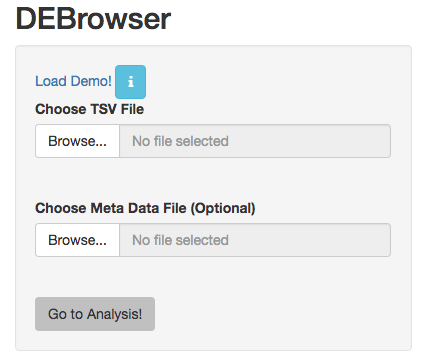 DEBrowser
Load Demo! i
Choose TSV File
Browse... No file selected
Choose Meta Data File (Optional)
Browse... No file selected
Go to Analysis!